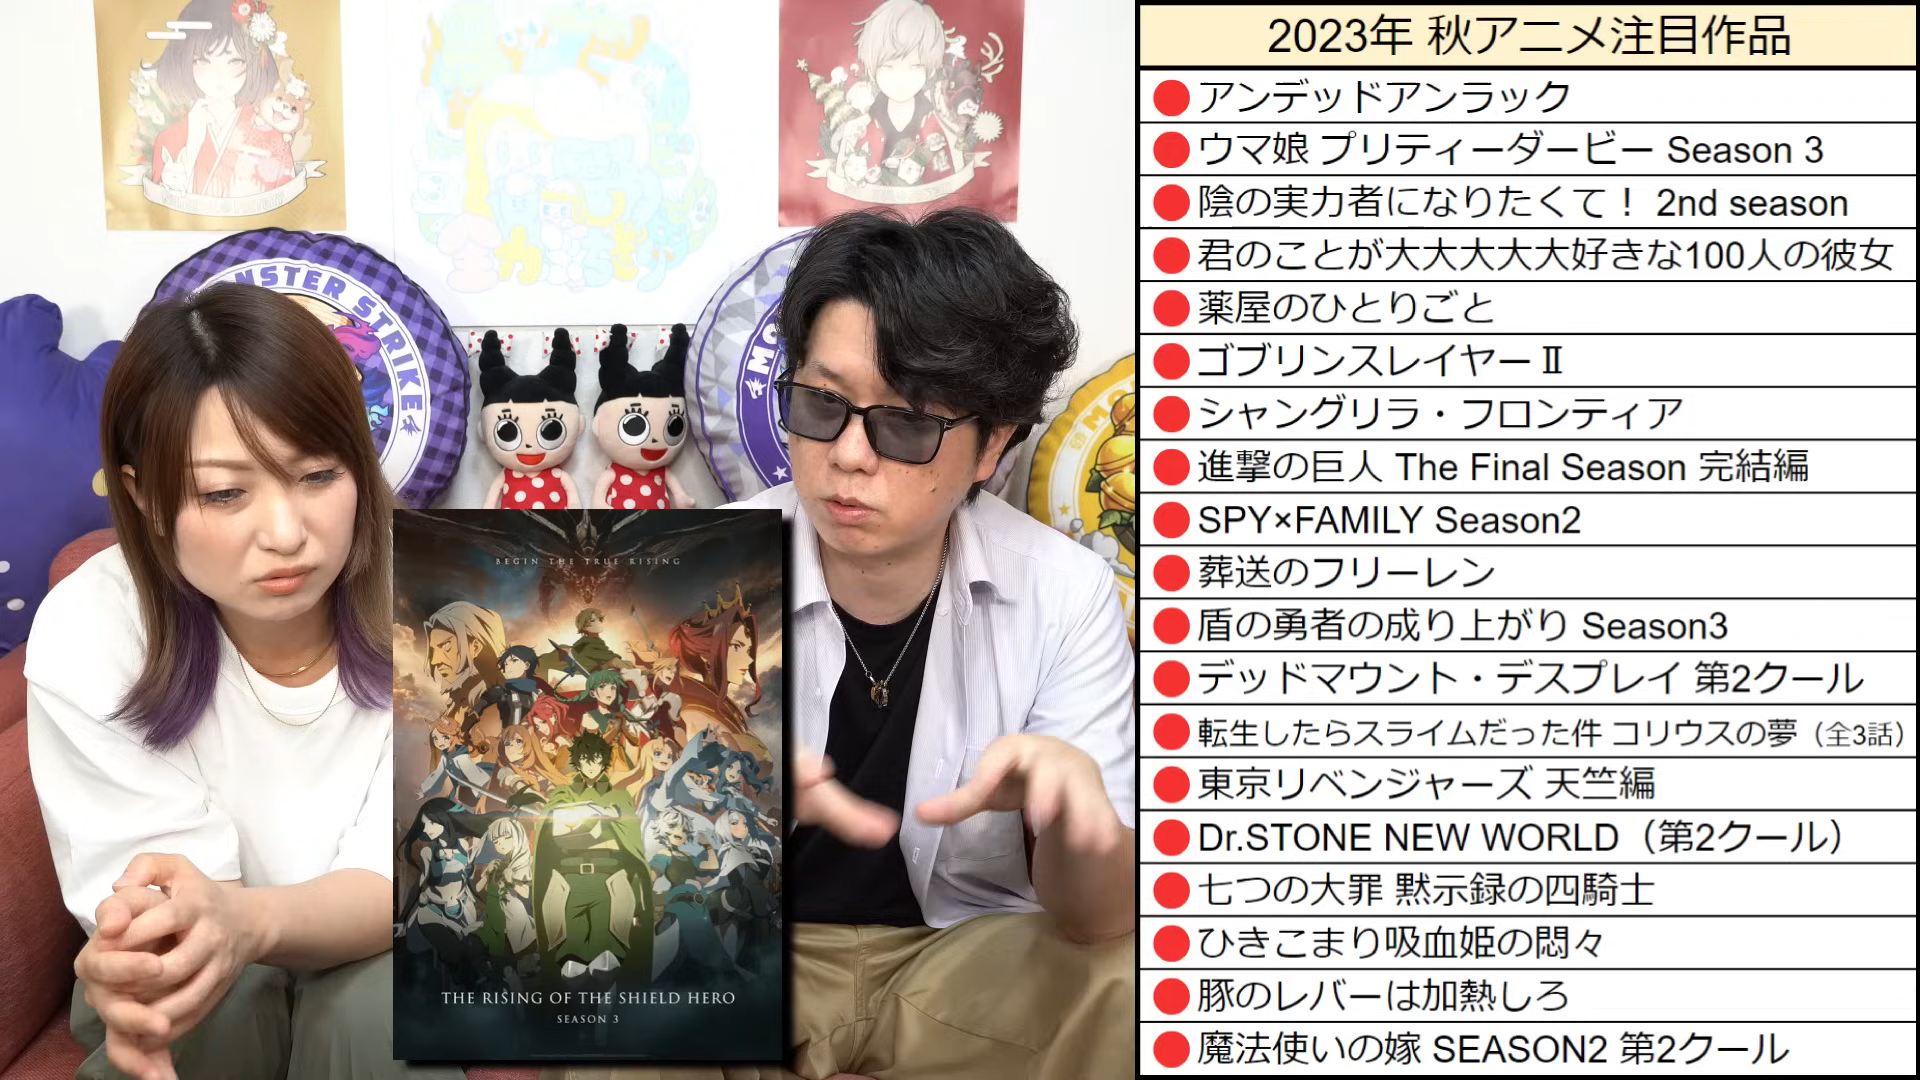 2023年 秋アニメ注目作品
アンデッドアンラック
ウマ娘 プリティーダービー Season 3
陰の実力者になりたくて！ 2nd season
君のことが大大大大大好きな100人の彼女
薬屋のひとりごと
ゴブリンスレイヤーⅡ
シャングリラ・フロンティア
進撃の巨人 The Final Season 完結編
SPY×FAMILY Season2
葬送のフリーレン
盾の勇者の成り上がり Season3
デッドマウント・デスプレイ 第2クール
転生したらスライムだった件 コリウスの夢（全3話）
東京リベンジャーズ 天竺編
Dr.STONE NEW WORLD（第2クール）
七つの大罪 黙示録の四騎士
ひきこまり吸血姫の悶々
豚のレバーは加熱しろ
魔法使いの嫁 SEASON2 第2クール
MONSTER STRIKE
BEGIN THE TRUE RISING
THE RISING OF THE SHIELD HERO
SEASON 3